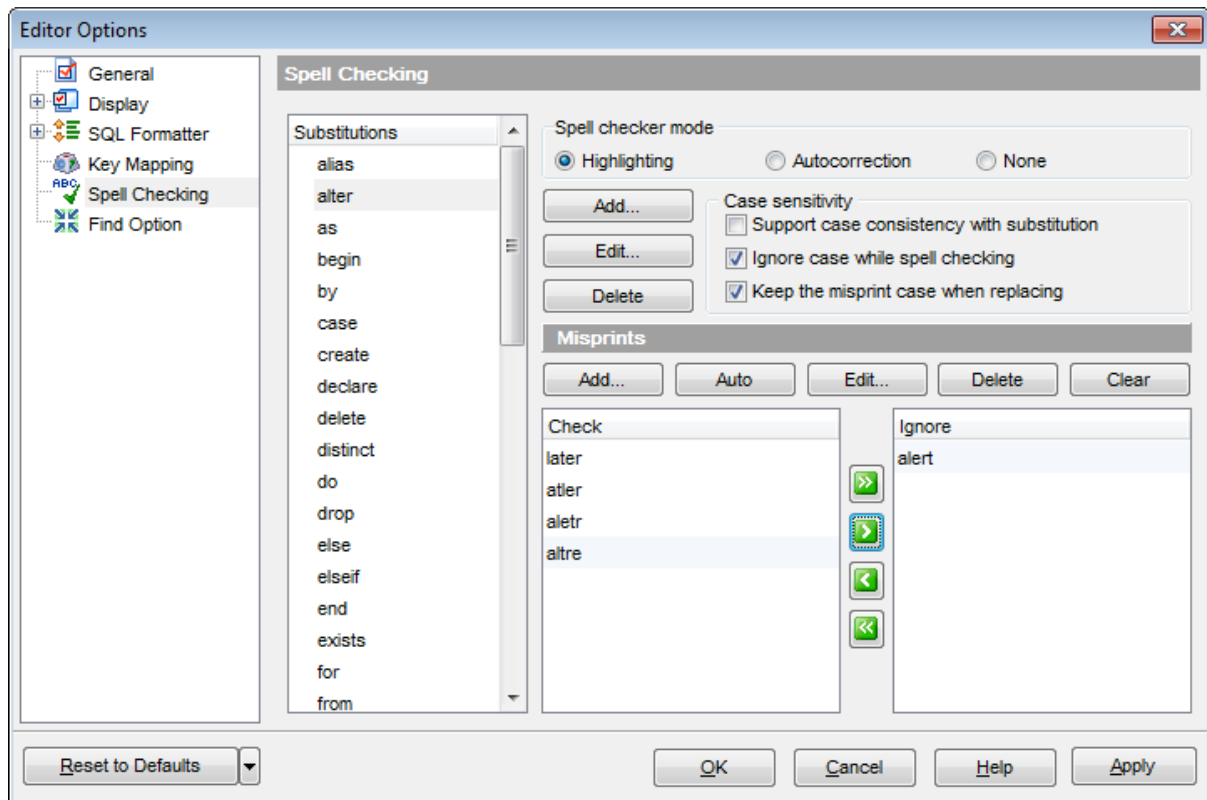 Editor Options
General
Display
SQL Formatter
Key Mapping
ABC
Spell Checking
Find Option
Spell Checking
Substitutions
alias
alter
as
begin
by
case
create
declare
delete
distinct
do
drop
else
elseif
end
exists
for
from
Spell checker mode
Highlighting Autocorrection None
Add...
Edit...
Delete
Case sensitivity
Support case consistency with substitution
Ignore case while spell checking
Keep the misprint case when replacing
Misprints
Add... Auto Edit... Delete Clear
Check
later
atler
aletr
altre
Ignore
alert
Reset to Defaults OK Cancel Help Apply